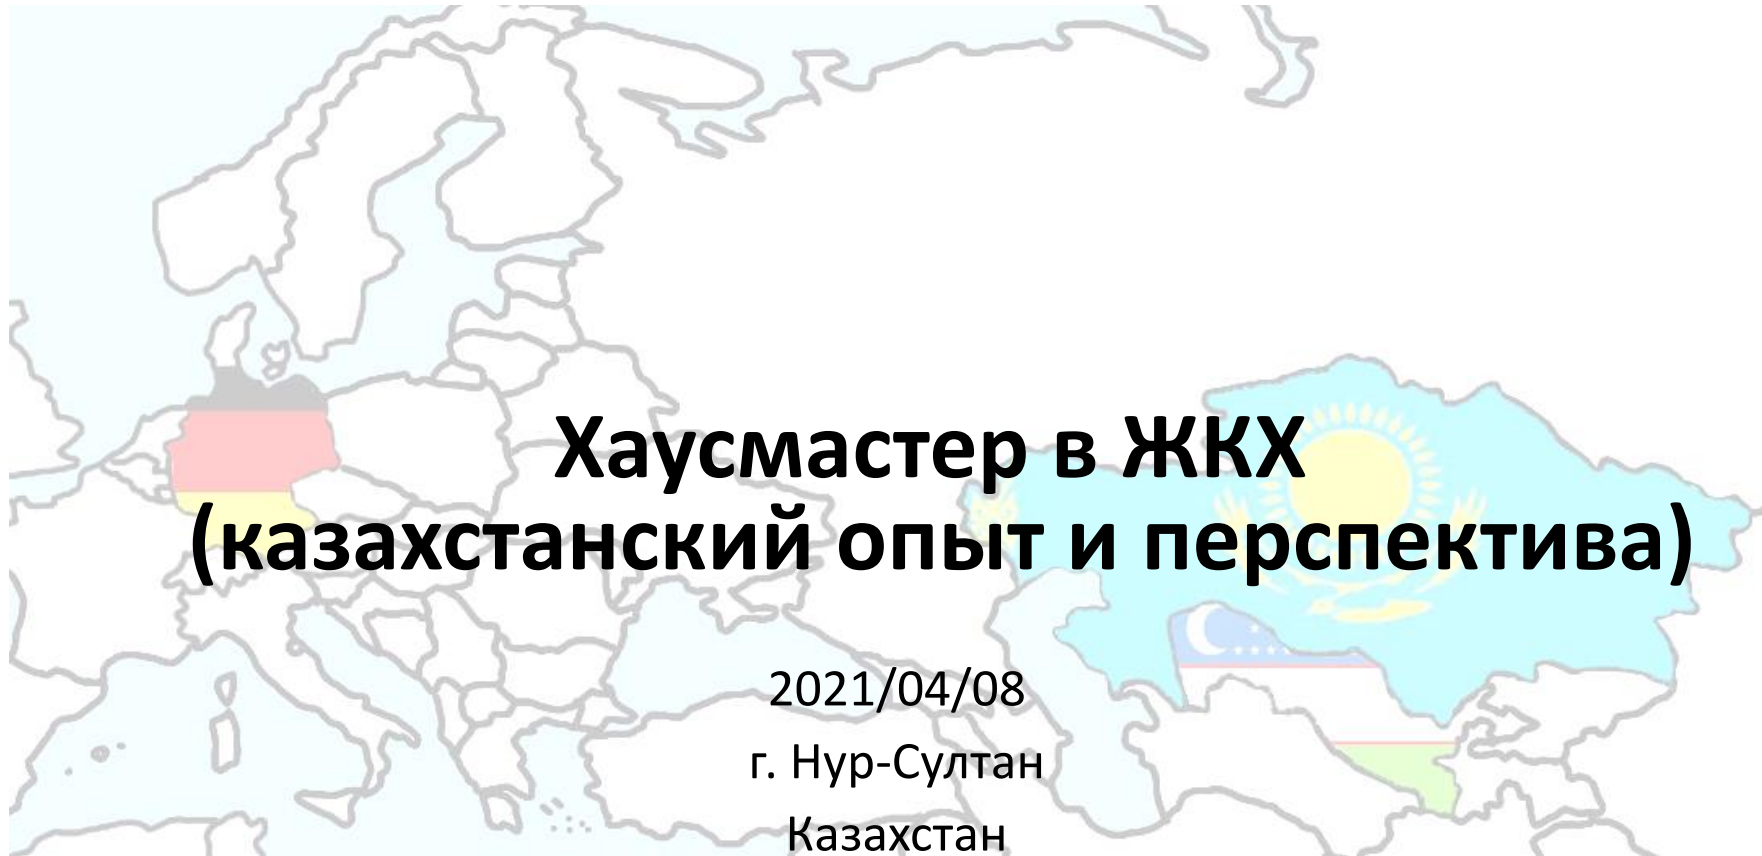 Хаусмастер в ЖКХ
(казахстанский опыт и перспектива)
2021/04/08
г. Нур-Султан
Казахстан